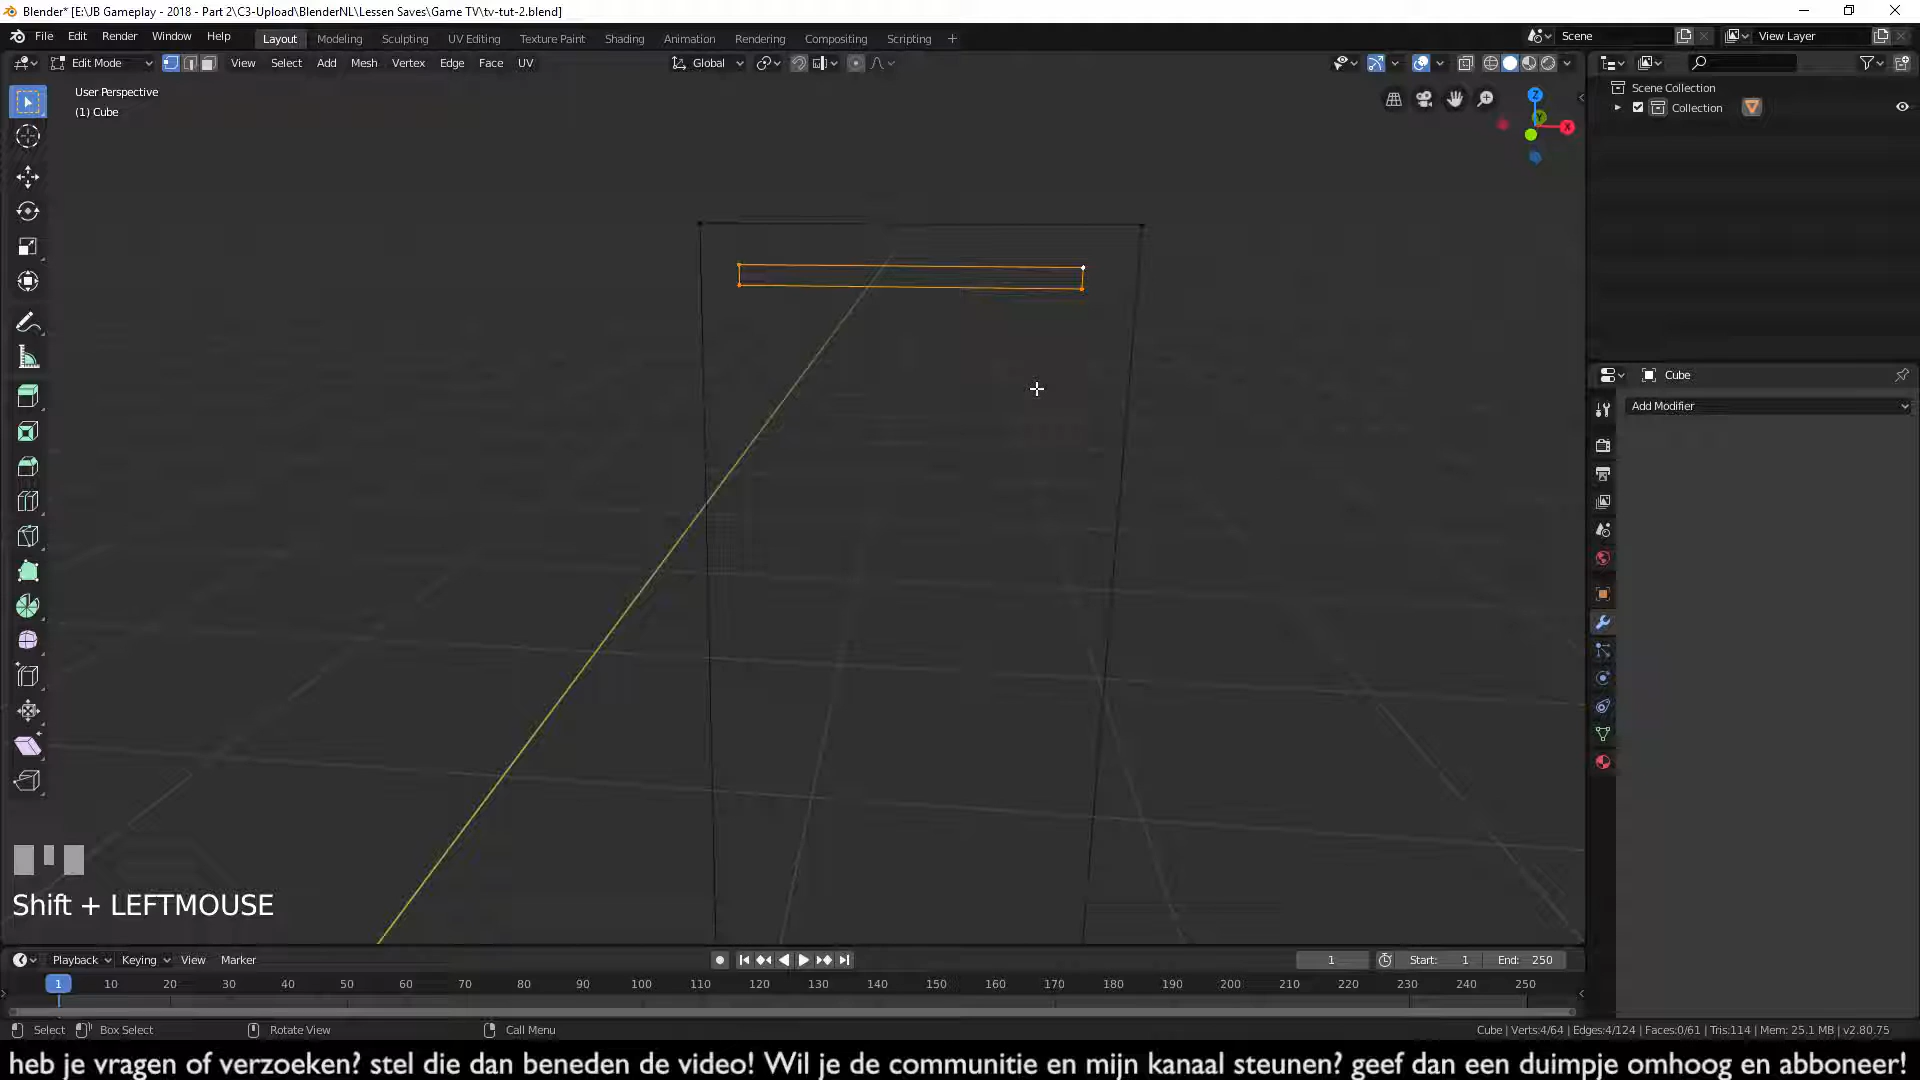 Blender* [E:\JB Gameplay - 2018 - Part 2\C3-Upload\BlenderNL\Lessen Saves\Game TV\tv-tut-2.blend]
File Edit Render Window Help Layout Modeling Sculpting UV Editing Texture Paint Shading Animation Rendering Compositing Scripting + Scene View Layer
Edit Mode View Select Add Mesh Vertex Edge Face UV Global
User Perspective
(1) Cube
Z
Y
X
Scene Collection
Collection
Cube
Add Modifier
Shift + LEFTMOUSE
Playback Keying View Marker 1 Start: 1 End: 250
1 10 20 30 40 50 60 70 80 90 100 110 120 130 140 150 160 170 180 190 200 210 220 230 240 250
Select Box Select Rotate View Call Menu Cube | Verts:4/64 | Edges:4/124 | Faces:0/61 | Tris:114 | Mem: 25.1 MB | v2.80.75
heb je vragen of verzoeken? stel die dan beneden de video! Wil je de communitie en mijn kanaal steunen? geef dan een duimpje omhoog en abboneer!